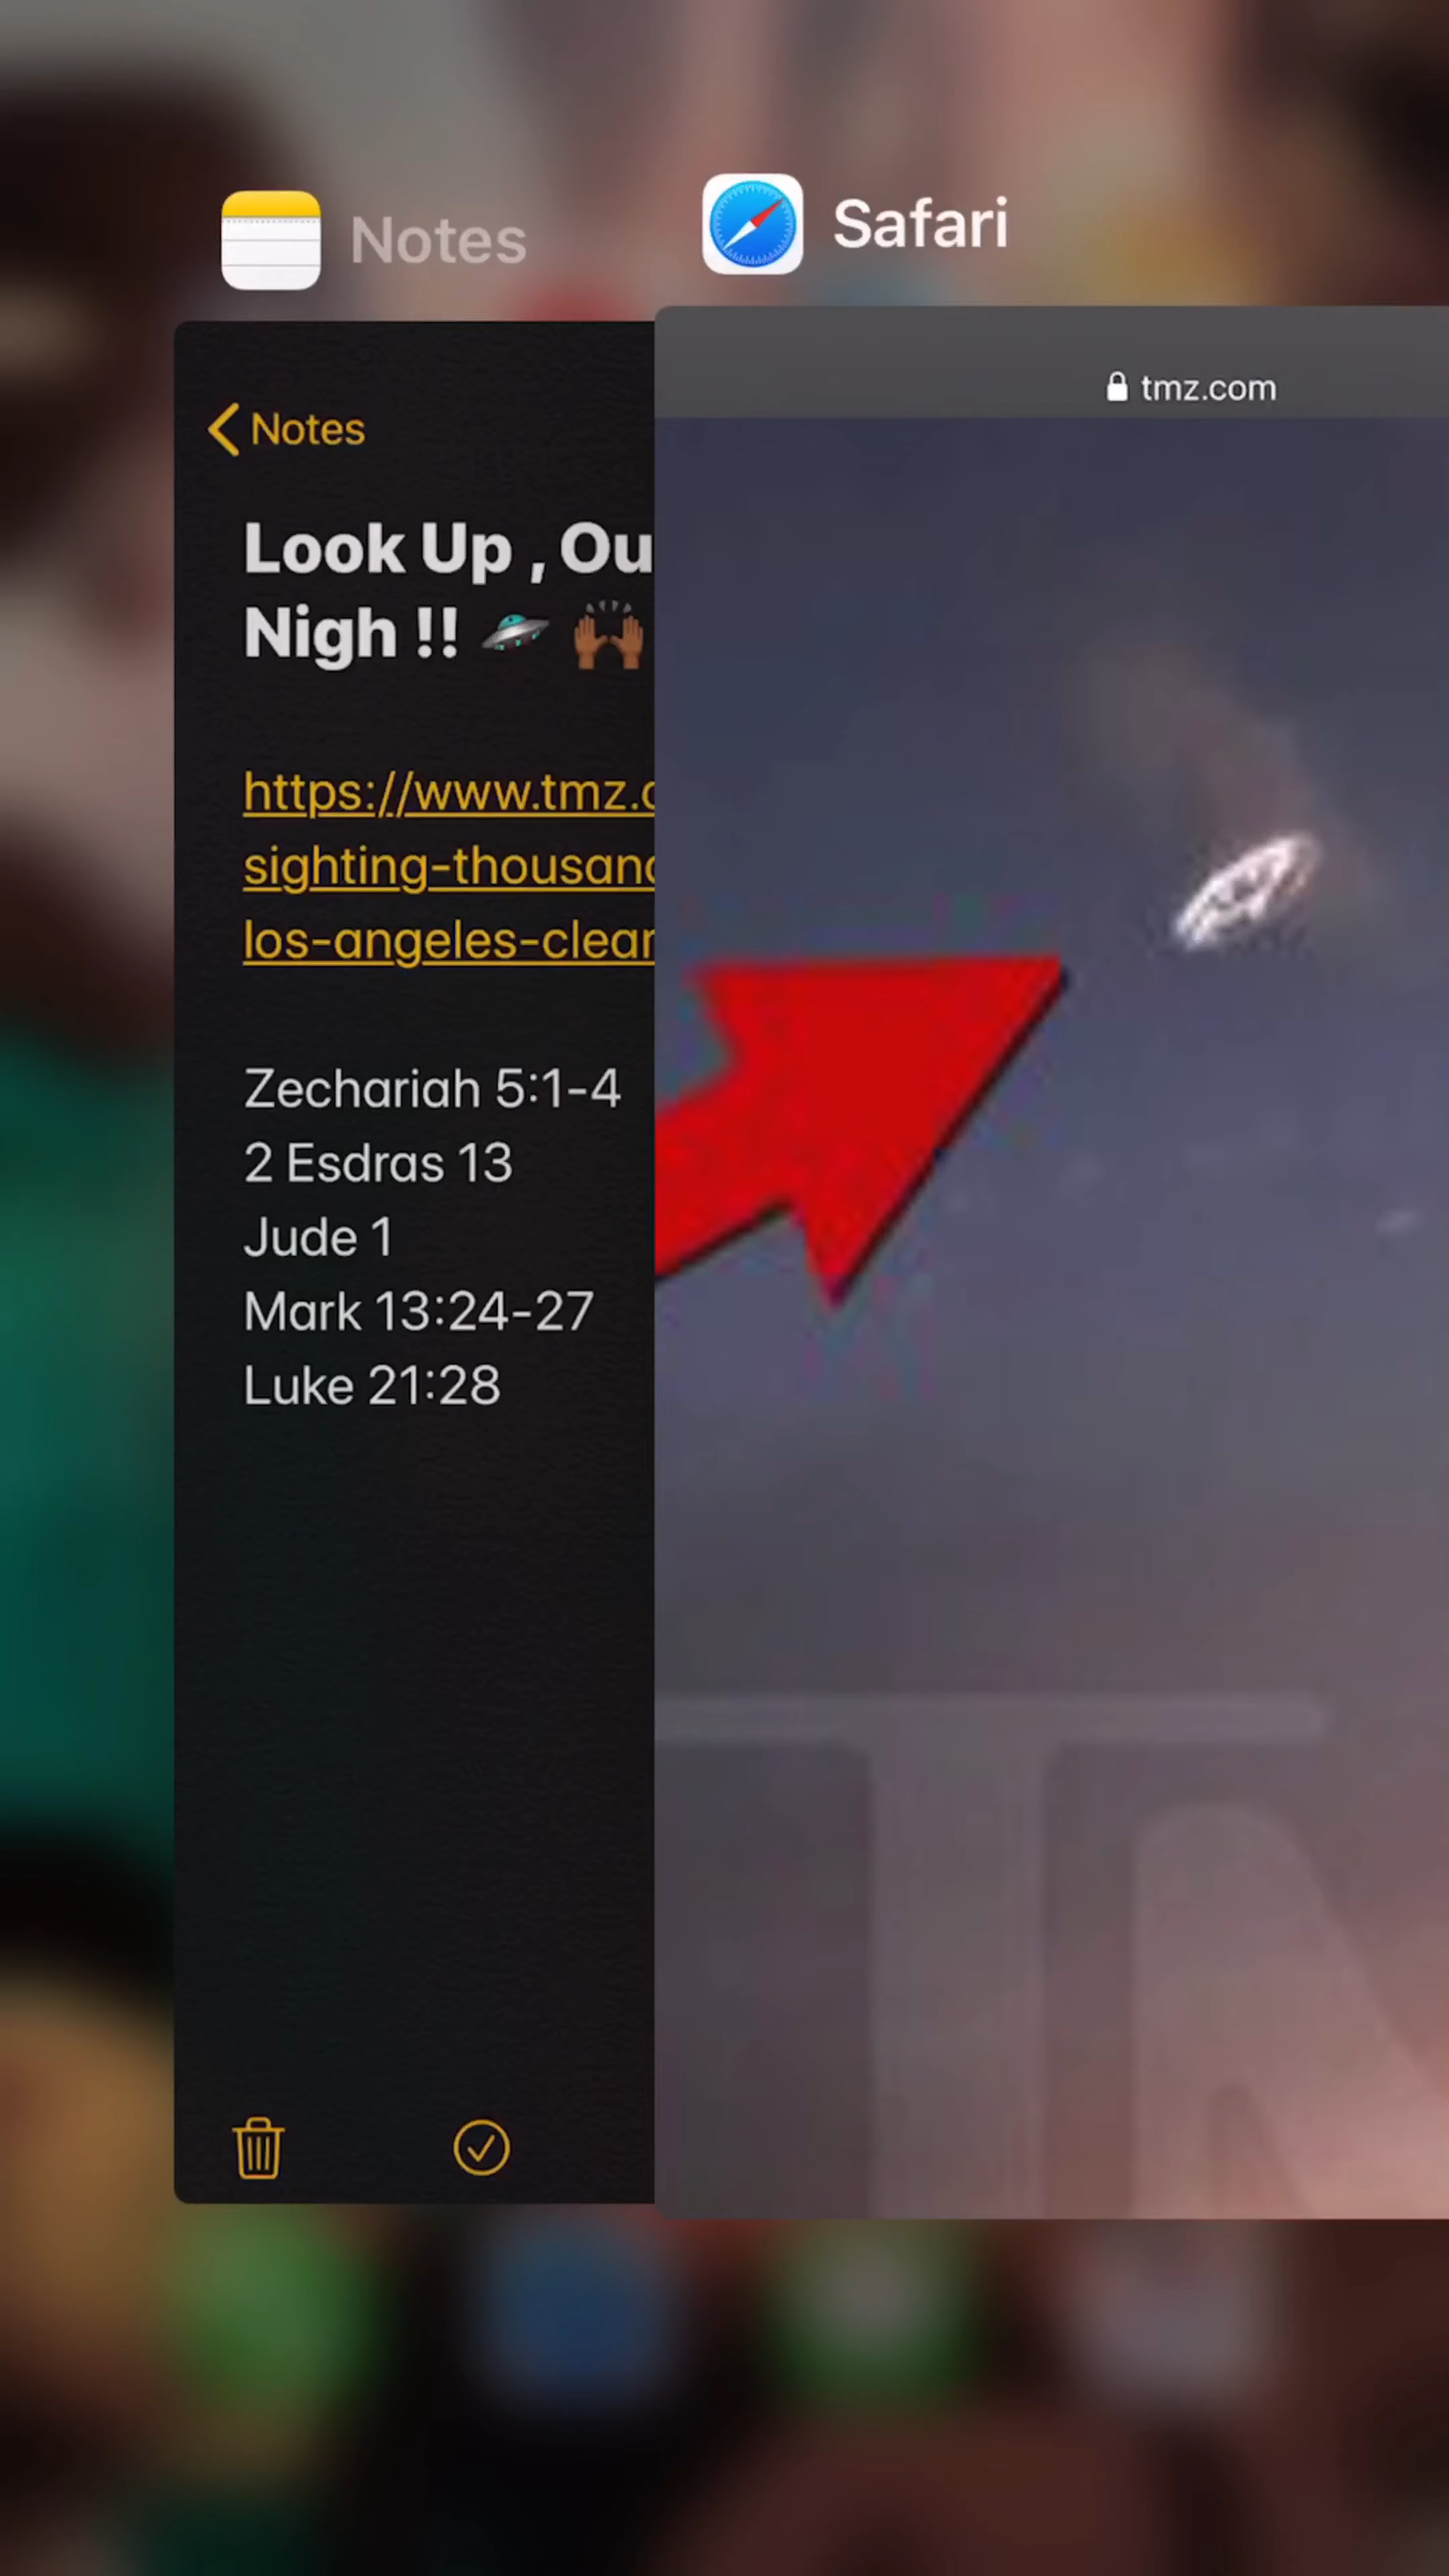 Notes
Safari
Notes
Look Up , Ou
Nigh !! 🛸 🙌🏾
https://www.tmz.c
sighting-thousand
los-angeles-clear
Zechariah 5:1-4
2 Esdras 13
Jude 1
Mark 13:24-27
Luke 21:28
tmz.com